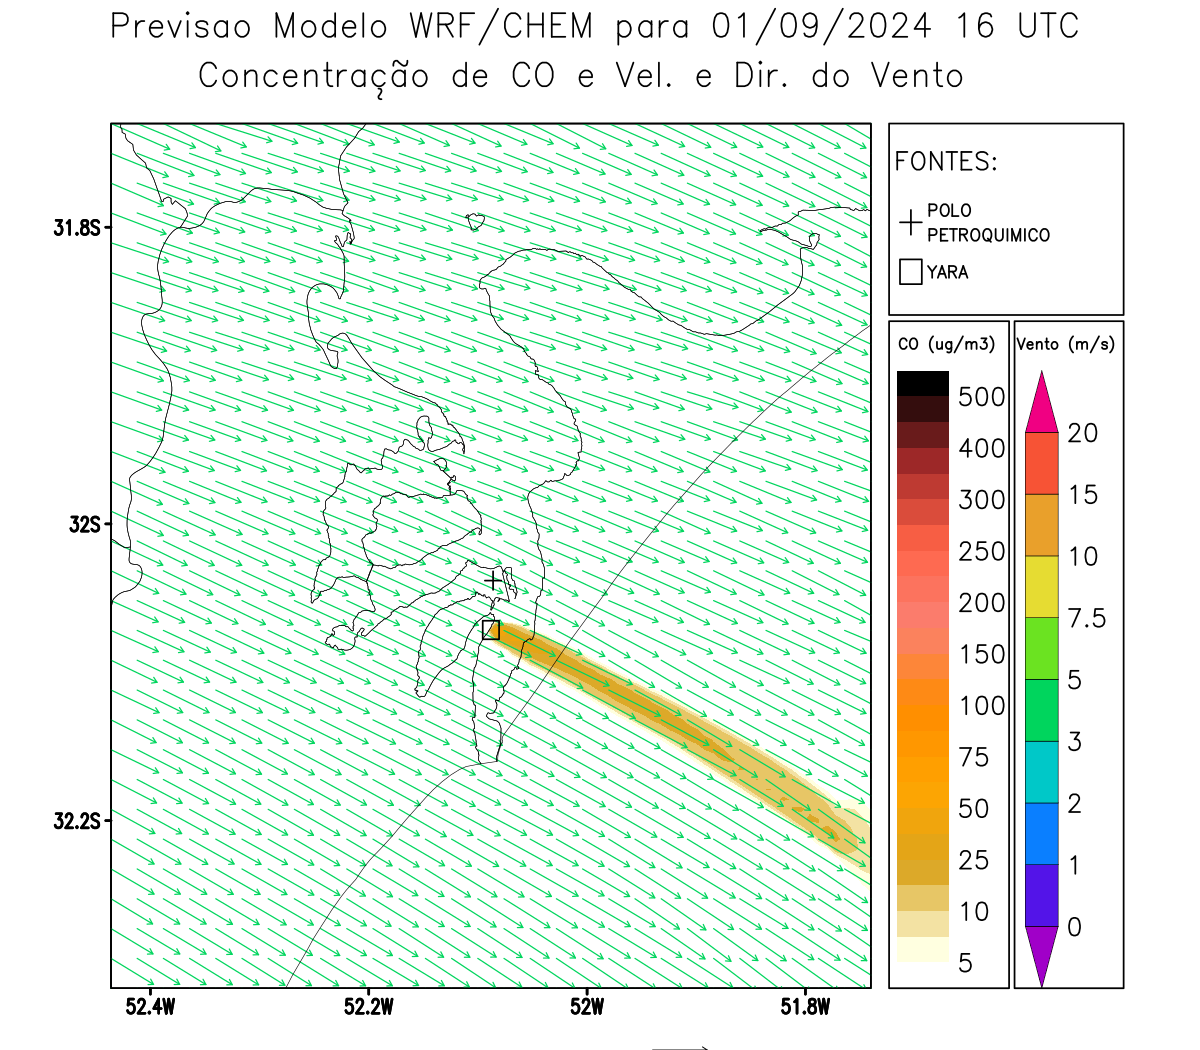 Previsao Modelo WRF/CHEM para 01/09/2024 16 UTC
Concentração de CO e Vel. e Dir. do Vento
FONTES:
POLO
PETROQUIMICO
YARA
CO (ug/m3)
500
400
300
250
200
150
100
75
50
25
10
5
Vento (m/s)
20
15
10
7.5
5
3
2
1
0
31.8S
32S
32.2S
52.4W
52.2W
52W
51.8W